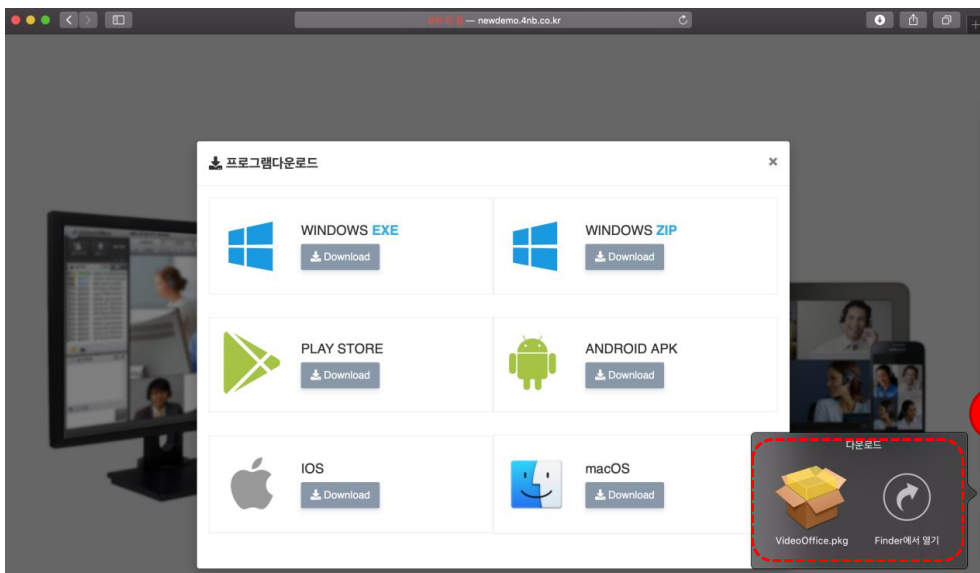 — newdemo.4nb.co.kr
프로그램다운로드
WINDOWS EXE
Download
WINDOWS ZIP
Download
PLAY STORE
Download
ANDROID APK
Download
IOS
Download
macOS
Download
다운로드
VideoOffice.pkg
Finder에서 열기